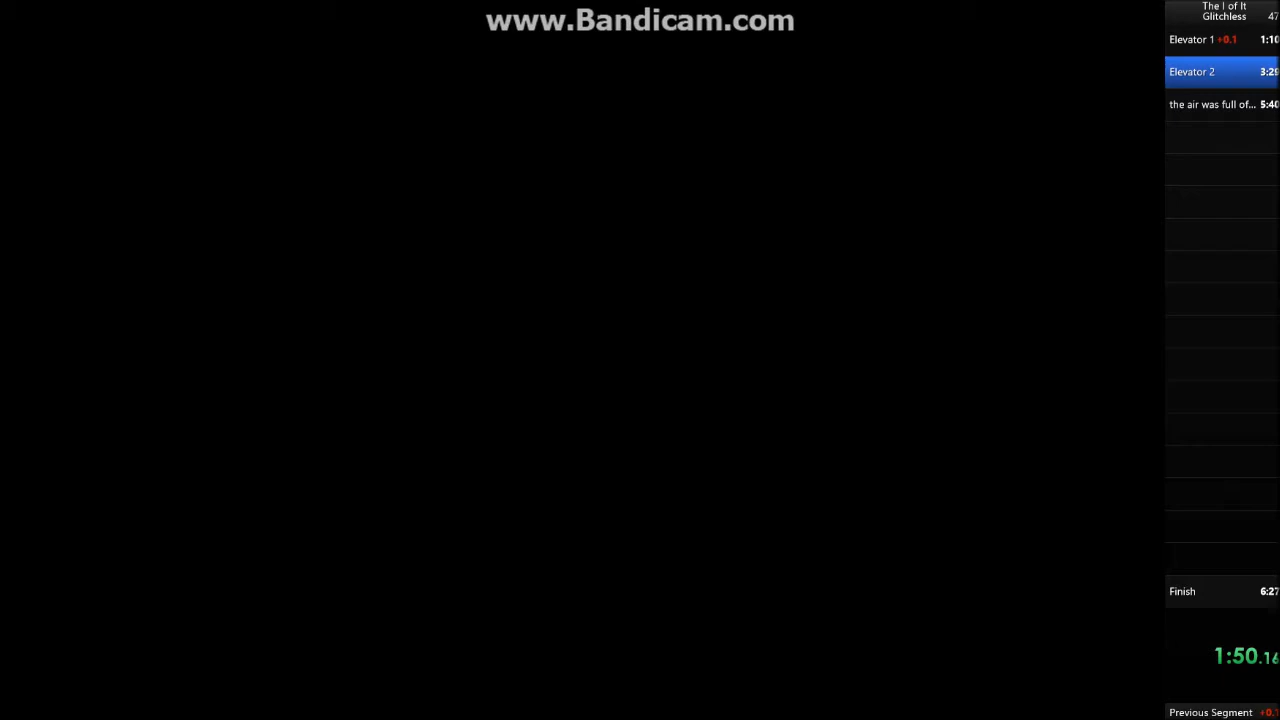 www.Bandicam.com
The I of It
Glitchless 47
Elevator 1 +0.1 1:10
Elevator 2 3:29
the air was full of... 5:40
Finish 6:27
1:50.16
Previous Segment +0.